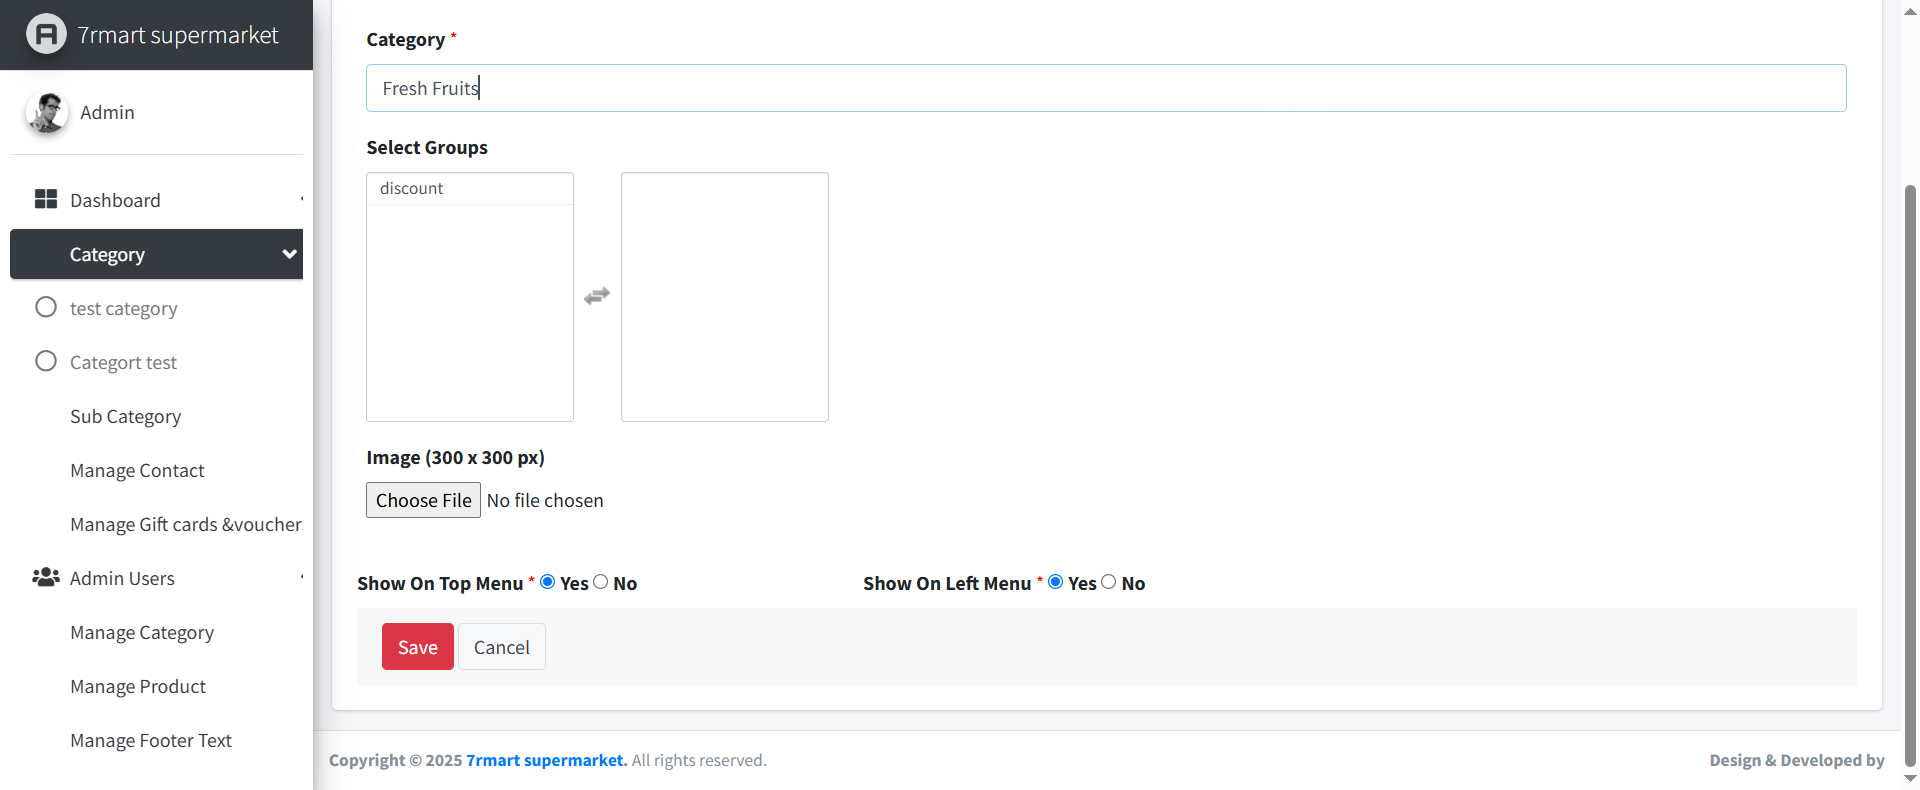 7rmart supermarket
Admin
Dashboard
Category
test category
Categort test
Sub Category
Manage Contact
Manage Gift cards &voucher
Admin Users
Manage Category
Manage Product
Manage Footer Text
Category *
Fresh Fruits
Select Groups
discount
Image (300 x 300 px)
Choose File No file chosen
Show On Top Menu * Yes No Show On Left Menu * Yes No
Save Cancel
Copyright © 2025 7rmart supermarket. All rights reserved. Design & Developed by